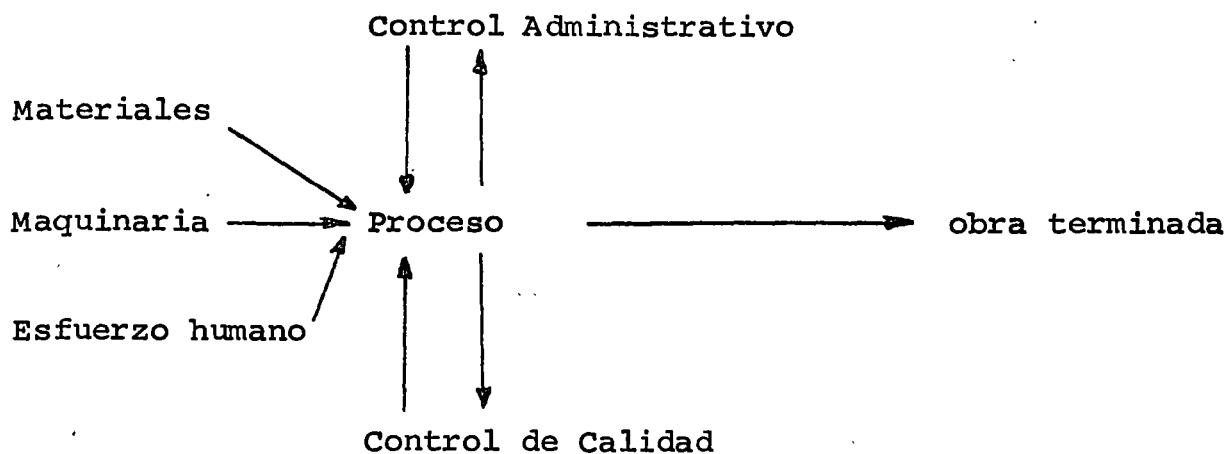 Control Administrativo
Materiales
Maquinaria Proceso obra terminada
Esfuerzo humano
Control de Calidad